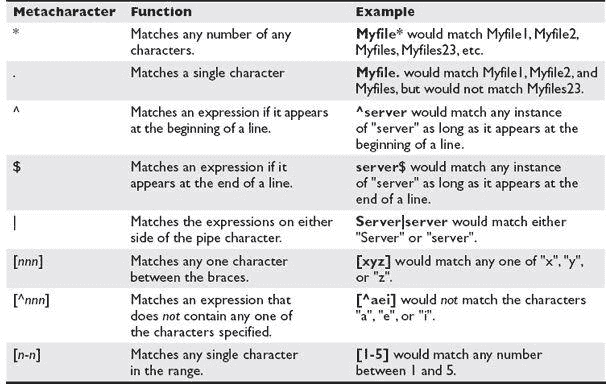 Metacharacter Function Example
* Matches any number of any Myfile* would match Myfile1, Myfile2,
characters. Myfiles, Myfiles23, etc.
. Matches a single character Myfile. would match Myfile1, Myfile2, and
Myfiles, but would not match Myfiles23.
^ Matches an expression if it appears ^server would match any instance
at the beginning of a line. of "server" as long as it appears at the
beginning of a line.
$ Matches an expression if it server$ would match any instance
appears at the end of a line. of "server" as long as it appears at the
end of a line.
| Matches the expressions on either Server|server would match either
side of the pipe character. "Server" or "server".
[nnn] Matches any one character [xyz] would match any one of "x", "y",
between the braces. or "z".
[^nnn] Matches an expression that [^aei] would not match the characters
does not contain any one of "a", "e", or "i".
the characters specified.
[n-n] Matches any single character [1-5] would match any number
in the range. between 1 and 5.